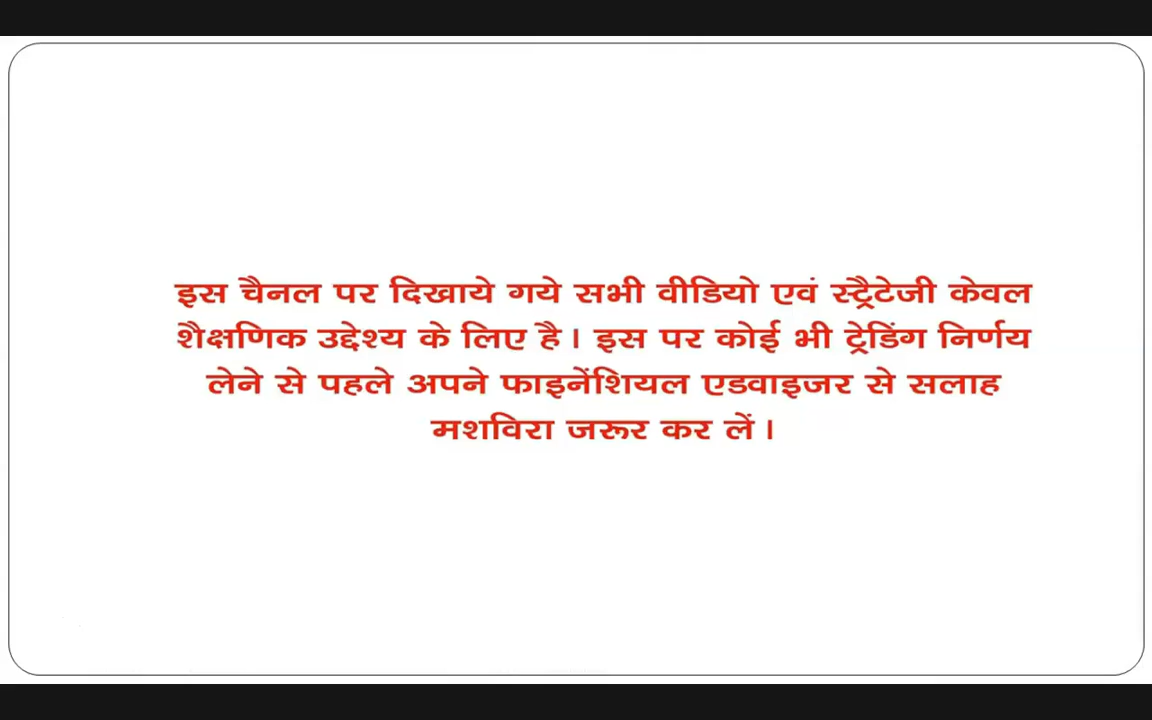 इस चैनल पर दिखाये गये सभी वीडियो एवं स्ट्रैटेजी केवल
शैक्षणिक उद्देश्य के लिए है। इस पर कोई भी ट्रेडिंग निर्णय
लेने से पहले अपने फाइनेंशियल एडवाइजर से सलाह
मशविरा जरूर कर लें।